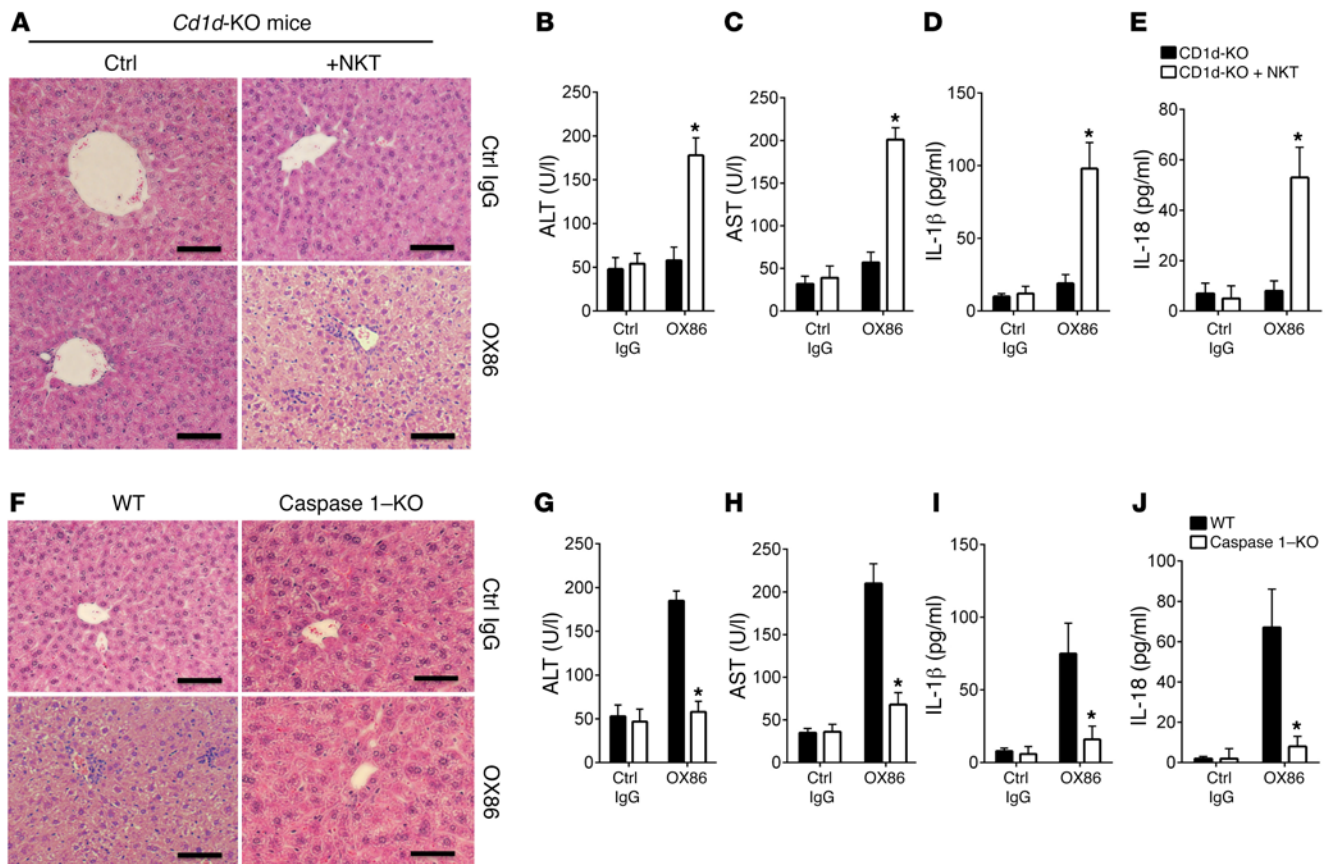 A
Cd1d-KO mice
Ctrl
+NKT
Ctrl IgG
OX86
B
ALT (U/l)
250
200
150
100
50
0
Ctrl
IgG
OX86
*
C
AST (U/l)
250
200
150
100
50
0
Ctrl
IgG
OX86
*
D
IL-1β (pg/ml)
150
100
50
0
Ctrl
IgG
OX86
*
E
CD1d-KO
CD1d-KO + NKT
IL-18 (pg/ml)
80
60
40
20
0
Ctrl
IgG
OX86
*
F
WT
Caspase 1–KO
Ctrl IgG
OX86
G
ALT (U/l)
250
200
150
100
50
0
Ctrl
IgG
OX86
*
H
AST (U/l)
250
200
150
100
50
0
Ctrl
IgG
OX86
*
I
IL-1β (pg/ml)
150
100
50
0
Ctrl
IgG
OX86
*
J
WT
Caspase 1–KO
IL-18 (pg/ml)
100
80
60
40
20
0
Ctrl
IgG
OX86
*